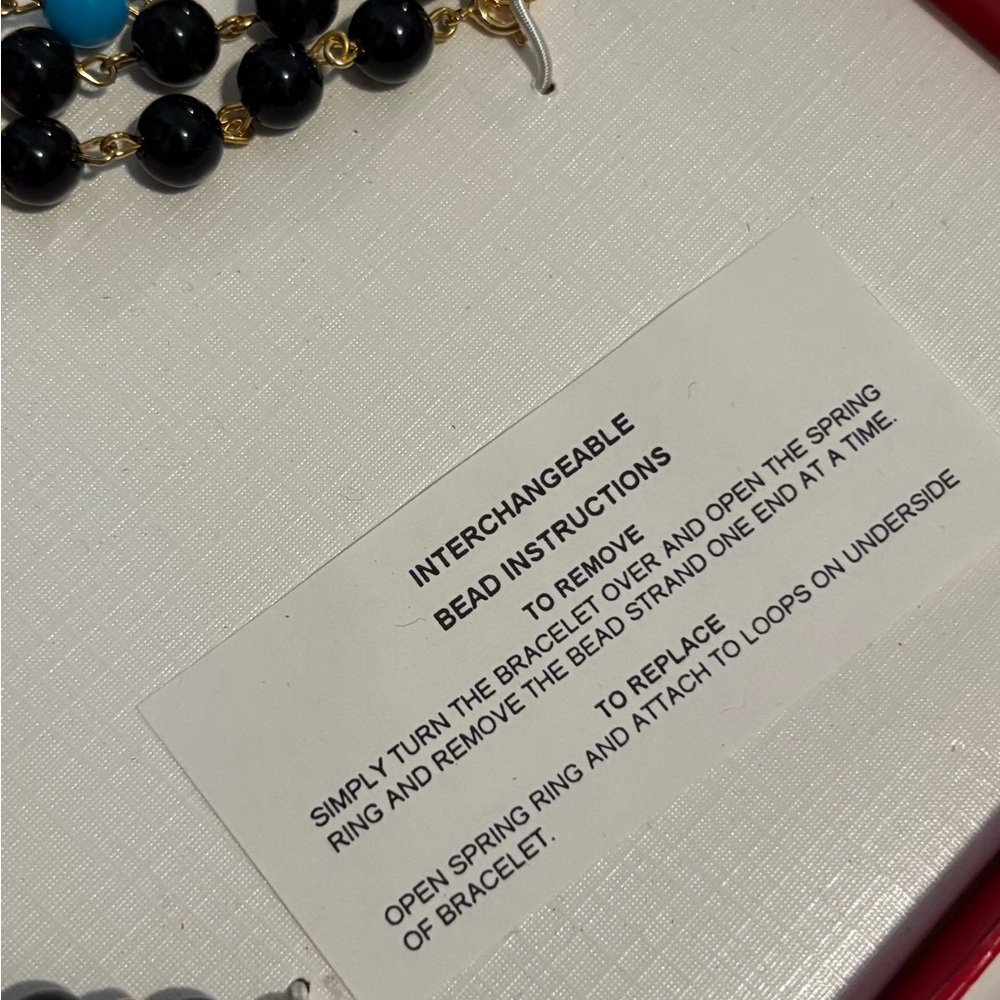 INTERCHANGEABLE
BEAD INSTRUCTIONS
TO REMOVE
SIMPLY TURN THE BRACELET OVER AND OPEN THE SPRING
RING AND REMOVE THE BEAD STRAND ONE END AT A TIME.
TO REPLACE
OPEN SPRING RING AND ATTACH TO LOOPS ON UNDERSIDE
OF BRACELET.